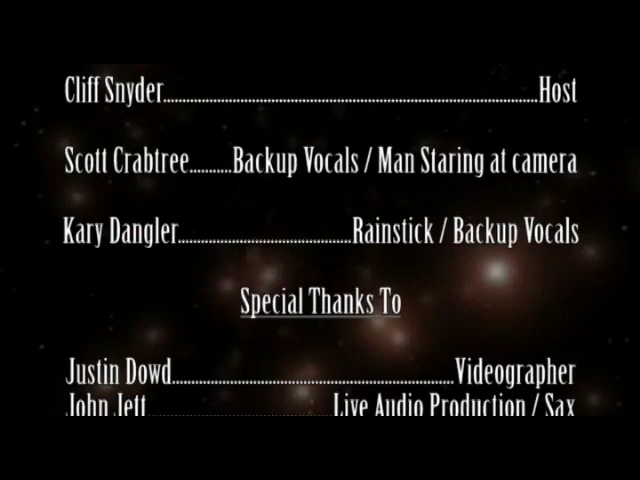 Cliff Snyder........................................................................................Host
Scott Crabtree...........Backup Vocals / Man Staring at camera
Kary Dangler.............................................Rainstick / Backup Vocals
Special Thanks To
Justin Dowd.........................................................................Videographer
John Jett................................................Live Audio Production / Sax